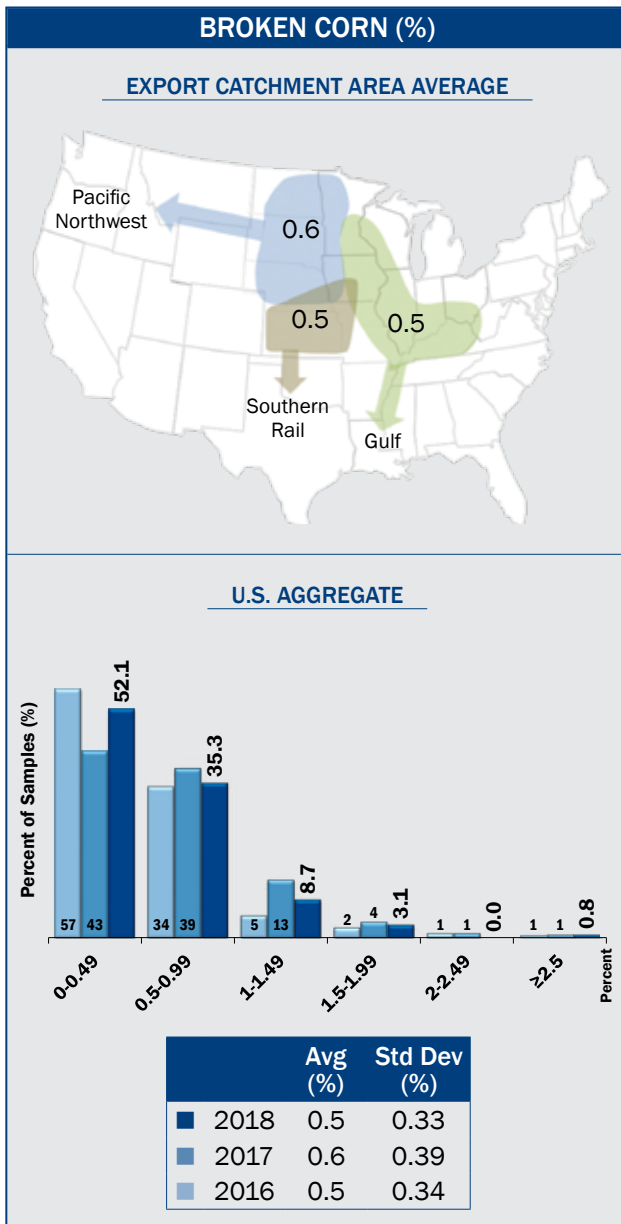 BROKEN CORN (%)
EXPORT CATCHMENT AREA AVERAGE
Pacific
Northwest
0.6
0.5
0.5
Southern
Rail
Gulf
U.S. AGGREGATE
Percent of Samples (%)
57 43 52.1
34 39 35.3
5 13 8.7
2 4 3.1
1 1 0.0
1 1 0.8
0-0.49 0.5-0.99 1-1.49 1.5-1.99 2-2.49 ≥2.5 Percent
Avg Std Dev
(%) (%)
2018 0.5 0.33
2017 0.6 0.39
2016 0.5 0.34